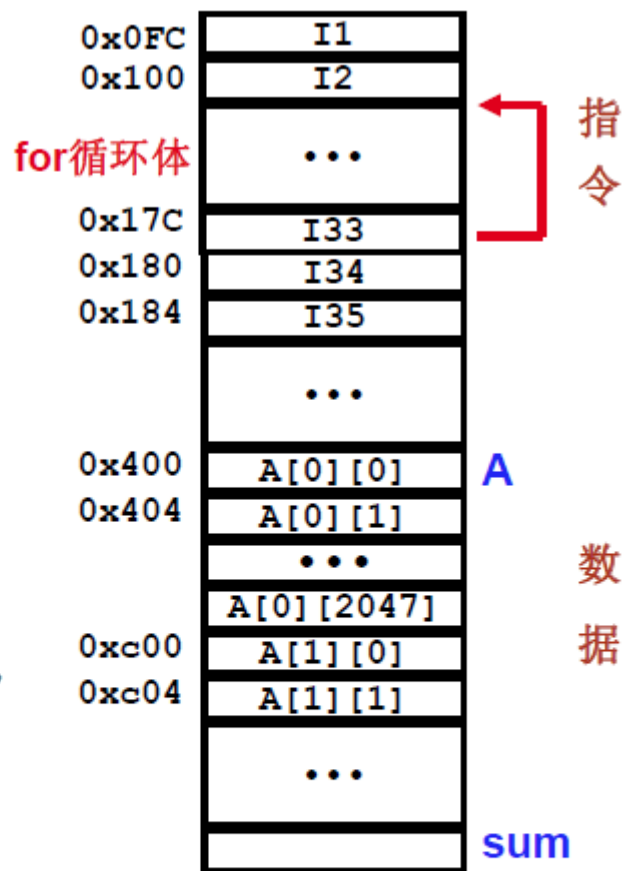 0x0FC I1
0x100 I2
for循环体 •••
指令
0x17C I33
0x180 I34
0x184 I35
•••
0x400 A[0][0] A
0x404 A[0][1]
•••
数据
A[0][2047]
0xc00 A[1][0]
0xc04 A[1][1]
•••
sum